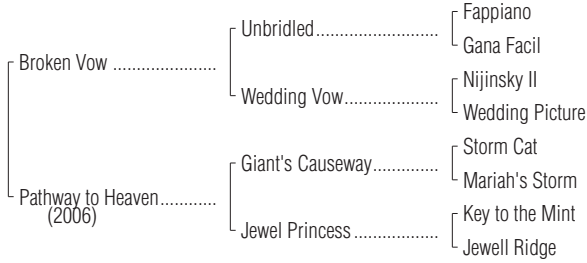 Fappiano
Unbridled
Gana Facil
Broken Vow
Nijinsky II
Wedding Vow
Wedding Picture
Storm Cat
Giant's Causeway
Mariah's Storm
Pathway to Heaven
(2006)
Key to the Mint
Jewel Princess
Jewell Ridge